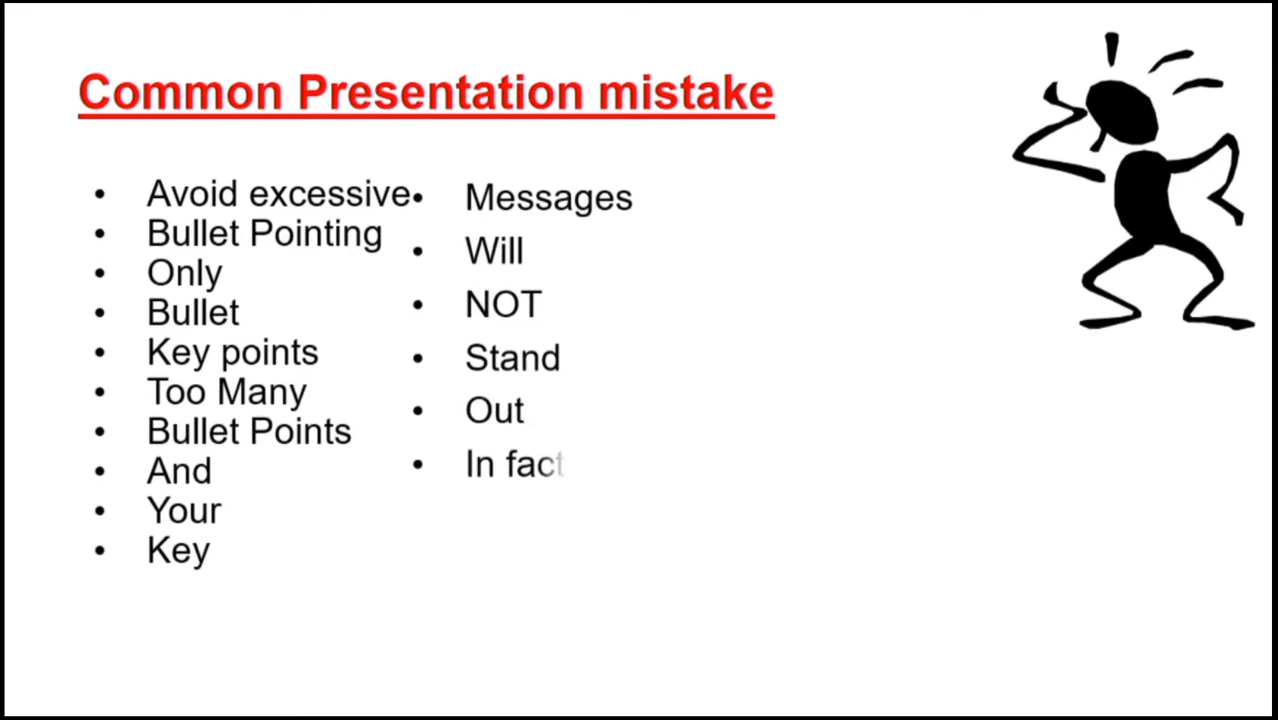 Common Presentation mistake
• Avoid excessive
• Bullet Pointing
• Only
• Bullet
• Key points
• Too Many
• Bullet Points
• And
• Your
• Key
• Messages
• Will
• NOT
• Stand
• Out
• In fact